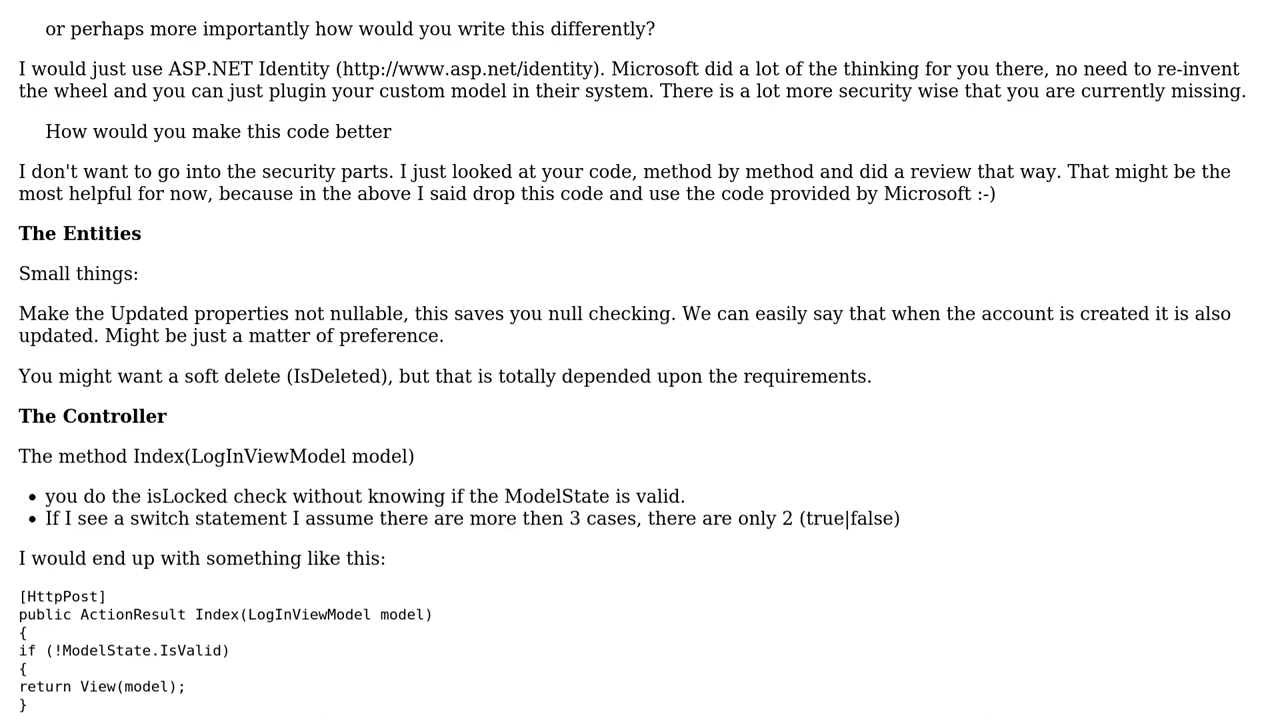 or perhaps more importantly how would you write this differently?
I would just use ASP.NET Identity (http://www.asp.net/identity). Microsoft did a lot of the thinking for you there, no need to re-invent
the wheel and you can just plugin your custom model in their system. There is a lot more security wise that you are currently missing.
How would you make this code better
I don't want to go into the security parts. I just looked at your code, method by method and did a review that way. That might be the
most helpful for now, because in the above I said drop this code and use the code provided by Microsoft :-)
The Entities
Small things:
Make the Updated properties not nullable, this saves you null checking. We can easily say that when the account is created it is also
updated. Might be just a matter of preference.
You might want a soft delete (IsDeleted), but that is totally depended upon the requirements.
The Controller
The method Index(LogInViewModel model)
• you do the isLocked check without knowing if the ModelState is valid.
• If I see a switch statement I assume there are more then 3 cases, there are only 2 (true|false)
I would end up with something like this:
[HttpPost]
public ActionResult Index(LogInViewModel model)
{
if (!ModelState.IsValid)
{
return View(model);
}